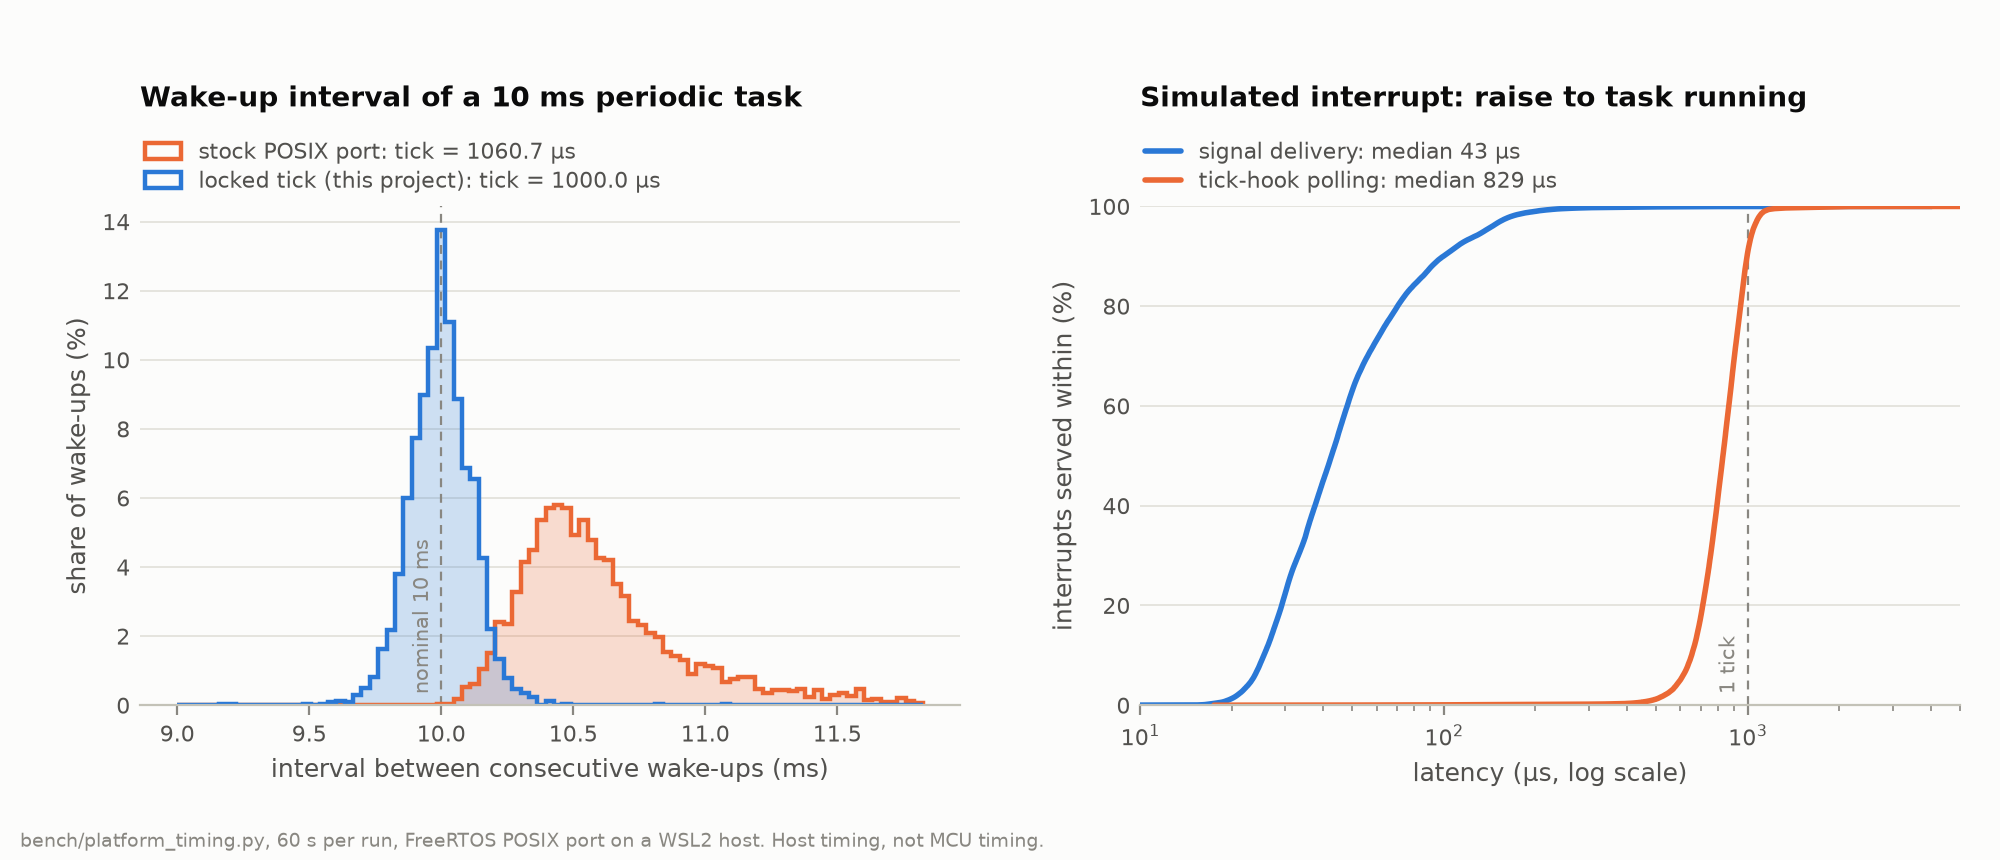 Wake-up interval of a 10 ms periodic task
stock POSIX port: tick = 1060.7 µs
locked tick (this project): tick = 1000.0 µs
share of wake-ups (%)
14
12
10
8
6
4
2
0
nominal 10 ms
9.0 9.5 10.0 10.5 11.0 11.5
interval between consecutive wake-ups (ms)
Simulated interrupt: raise to task running
signal delivery: median 43 µs
tick-hook polling: median 829 µs
interrupts served within (%)
100
80
60
40
20
0
1 tick
10¹ 10² 10³
latency (µs, log scale)
bench/platform_timing.py, 60 s per run, FreeRTOS POSIX port on a WSL2 host. Host timing, not MCU timing.